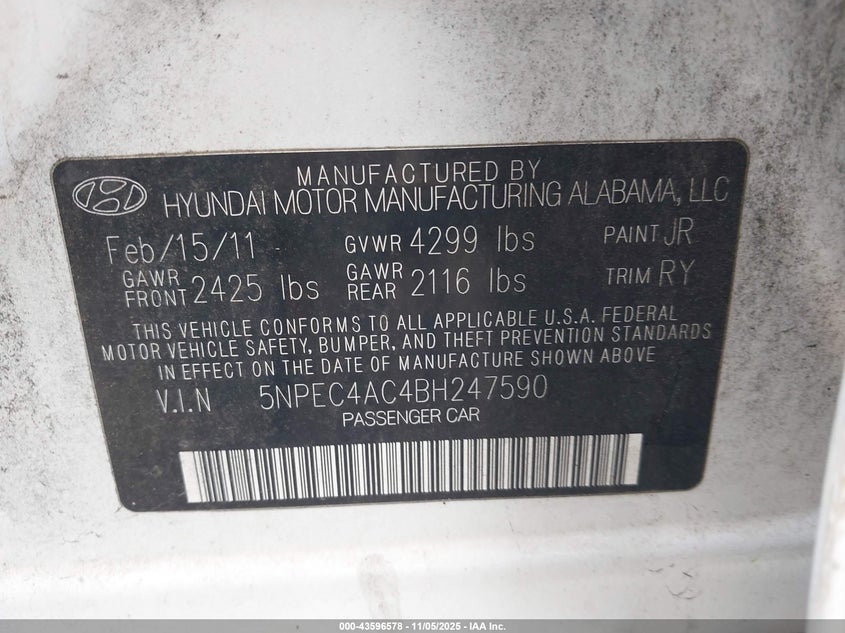 MANUFACTURED BY
HYUNDAI MOTOR MANUFACTURING ALABAMA, LLC
Feb/15/11 GVWR 4299 lbs PAINT JR
GAWR FRONT 2425 lbs GAWR REAR 2116 lbs TRIM RY
THIS VEHICLE CONFORMS TO ALL APPLICABLE U.S.A. FEDERAL
MOTOR VEHICLE SAFETY, BUMPER, AND THEFT PREVENTION STANDARDS
IN EFFECT ON THE DATE OF MANUFACTURE SHOWN ABOVE
V.I.N 5NPEC4AC4BH247590
PASSENGER CAR
000-43596578 - 11/05/2025 - IAA Inc.